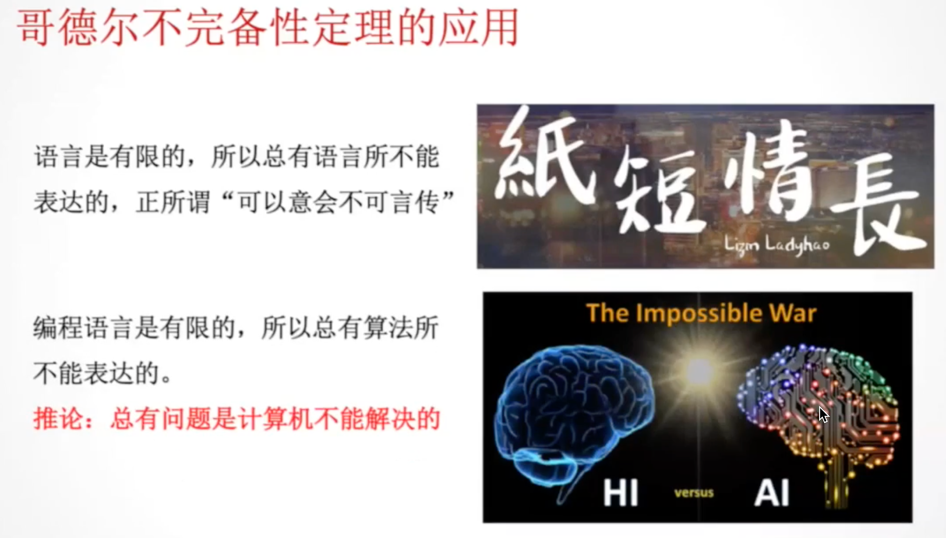 哥德尔不完备性定理的应用
语言是有限的，所以总有语言所不能
表达的，正所谓“可以意会不可言传”
紙短情長
Lizm Ladyhao
编程语言是有限的，所以总有算法所
不能表达的。
推论：总有问题是计算机不能解决的
The Impossible War
HI versus AI